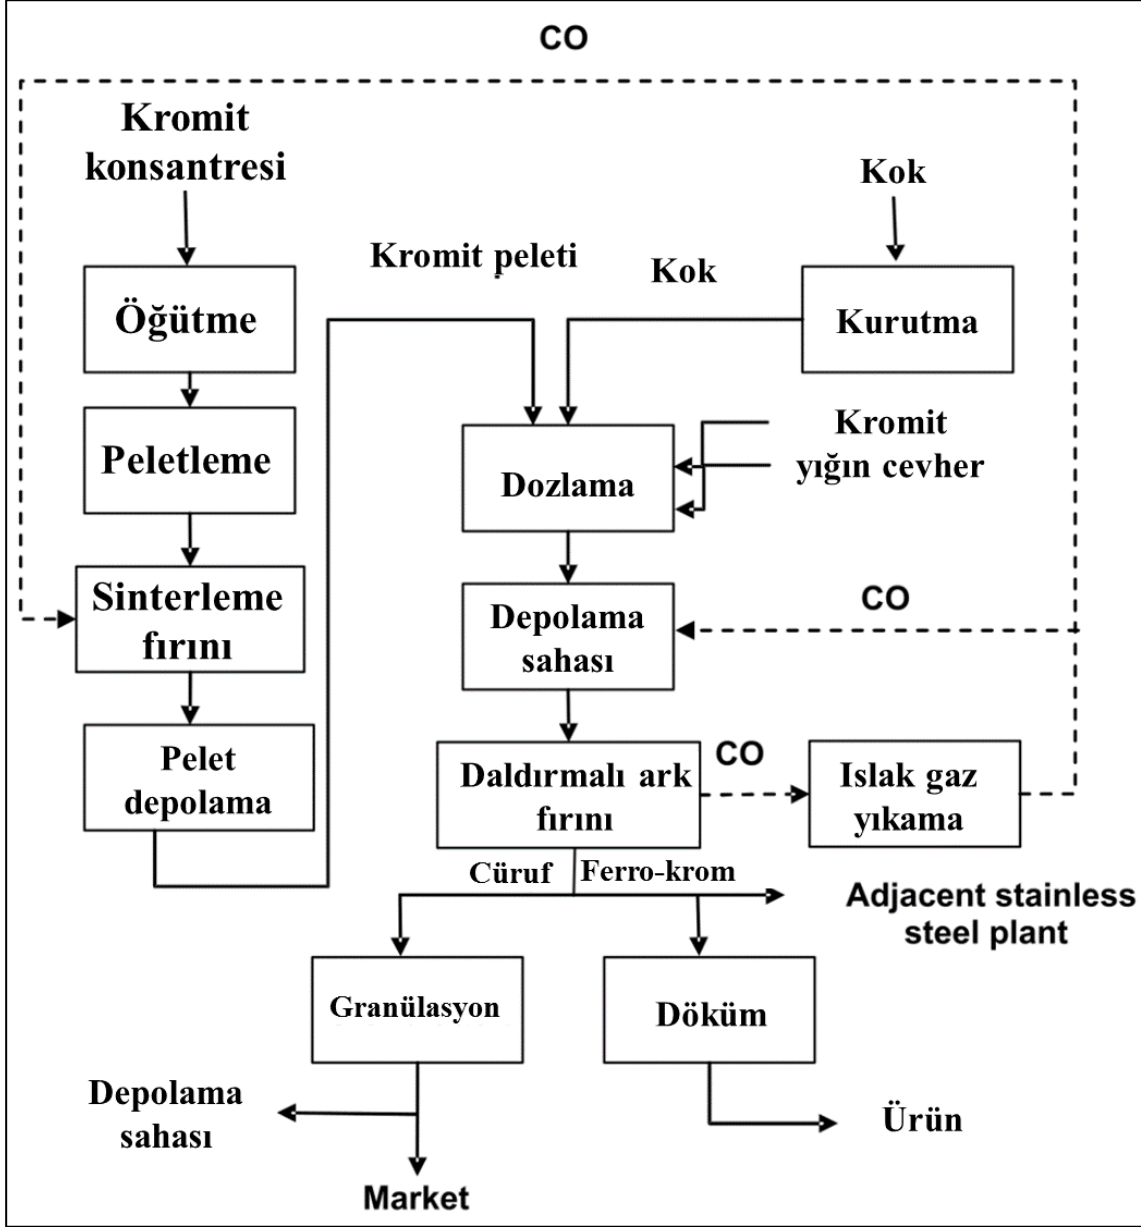 CO
Kromit
konsantresi
Kok
Kromit peleti
Kok
Öğütme
Kurutma
Peletleme
Kromit
yığın cevher
Dozlama
Sinterleme
fırını
CO
Depolama
sahası
Pelet
depolama
Daldırmalı ark
fırını
CO
Islak gaz
yıkama
Cüruf
Ferro-krom
Adjacent stainless
steel plant
Granülasyon
Döküm
Depolama
sahası
Ürün
Market